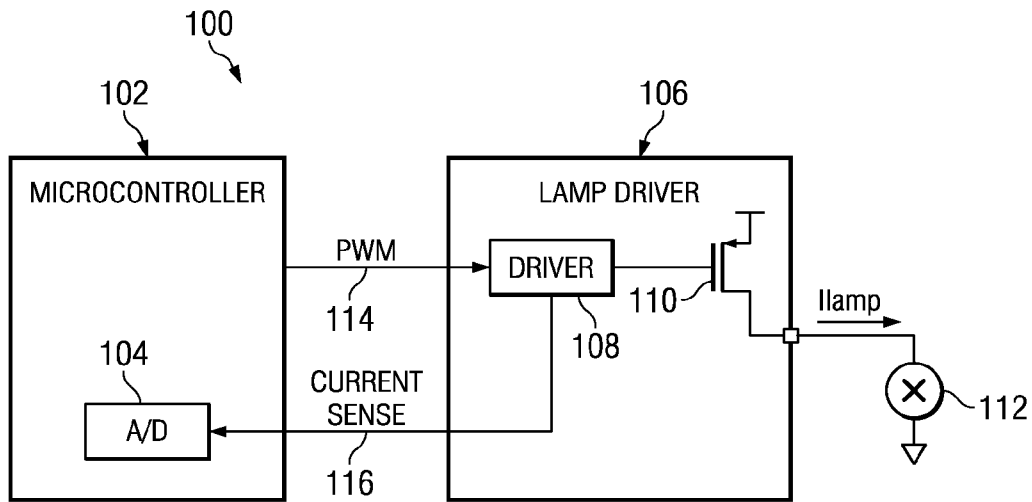 100
102
106
MICROCONTROLLER
LAMP DRIVER
PWM
114
DRIVER
108
110
Ilamp
104
A/D
CURRENT
SENSE
116
112